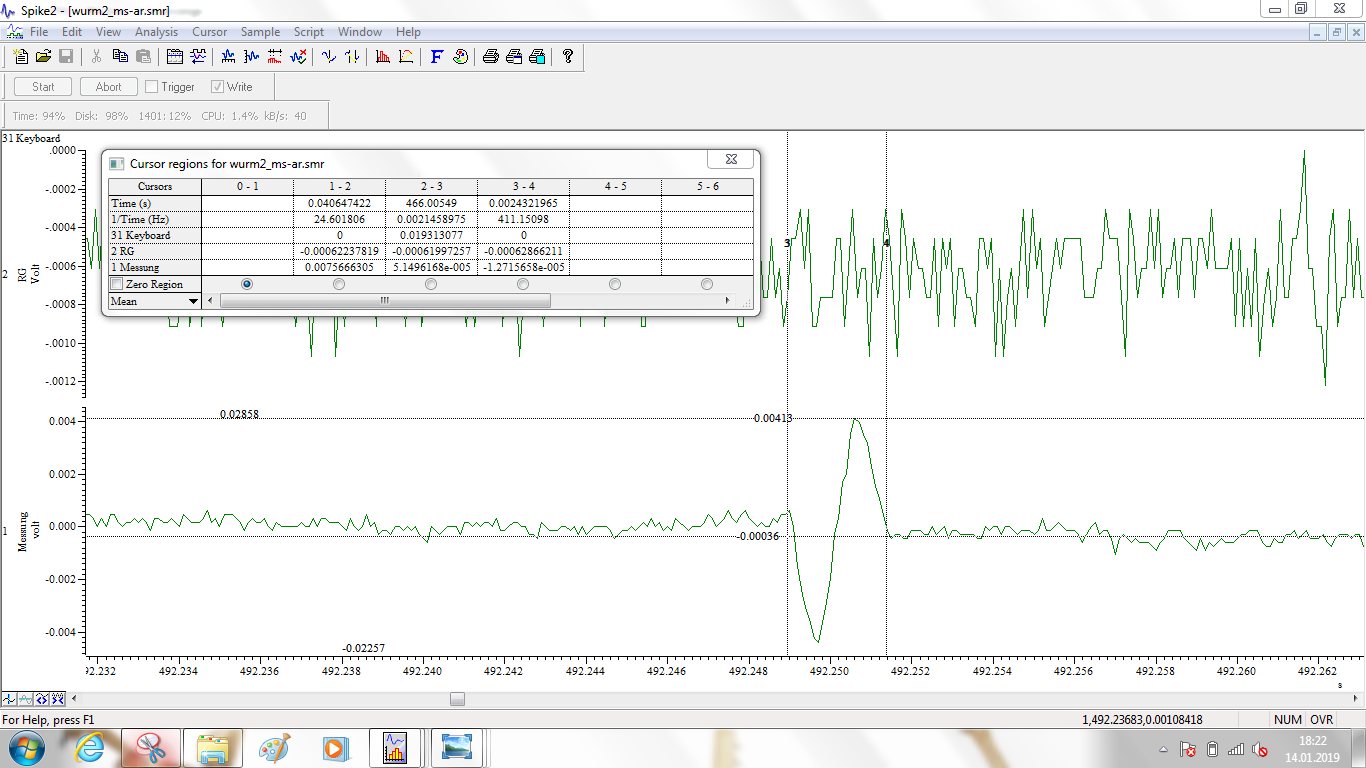 Spike2 - [wurm2_ms-ar.smr]
File Edit View Analysis Cursor Sample Script Window Help
Start Abort Trigger Write
Time: 94% Disk: 98% 1401: 12% CPU: 1.4% kB/s: 40
31 Keyboard
.0000
-.0002
-.0004
-.0006
-.0008
-.0010
-.0012
2
RG
Volt
Cursor regions for wurm2_ms-ar.smr
Cursors 0 - 1 1 - 2 2 - 3 3 - 4 4 - 5 5 - 6
Time (s) 0.040647422 466.00549 0.0024321965
1/Time (Hz) 24.601806 0.0021458975 411.15098
31 Keyboard 0 0.019313077 0
2 RG -0.00062237819 -0.00061997257 -0.00062866211
1 Messung 0.0075666305 5.1496168e-005 -1.2715658e-005
Zero Region
Mean
3 4
0.02858 0.00413
0.004
0.002
0.000
-0.002
-0.004
1
Messung
volt
-0.00036
-0.02257
492.232 492.234 492.236 492.238 492.240 492.242 492.244 492.246 492.248 492.250 492.252 492.254 492.256 492.258 492.260 492.262
s
For Help, press F1 1,492.23683,0.00108418 NUM OVR
18:22
14.01.2019